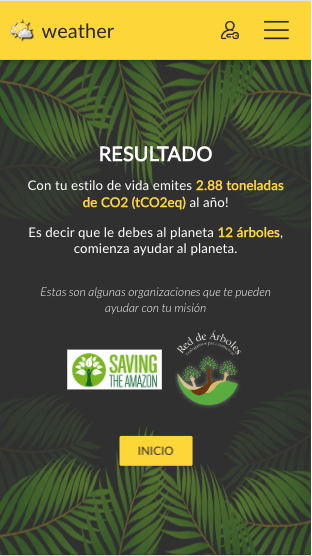 weather
RESULTADO
Con tu estilo de vida emites 2.88 toneladas
de CO2 (tCO2eq) al año!
Es decir que le debes al planeta 12 árboles,
comienza ayudar al planeta.
Estas son algunas organizaciones que te pueden
ayudar con tu misión
Red de Árboles
SAVING
THE AMAZON
INICIO